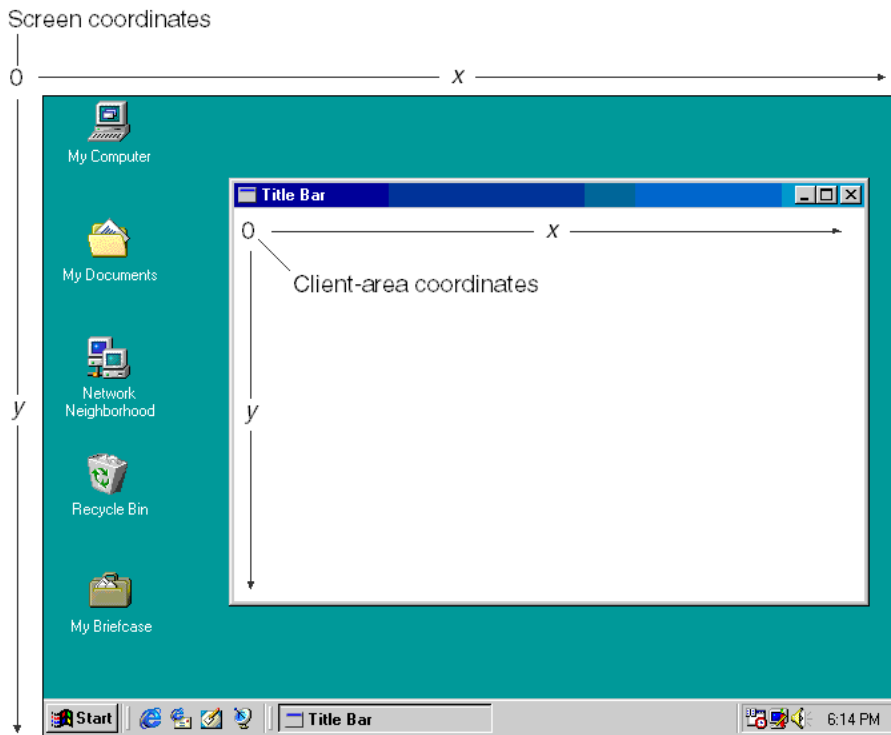 Screen coordinates
0 x
My Computer
Title Bar
0 x
Client-area coordinates
My Documents
Network
Neighborhood
y
y
Recycle Bin
My Briefcase
Start Title Bar 6:14 PM